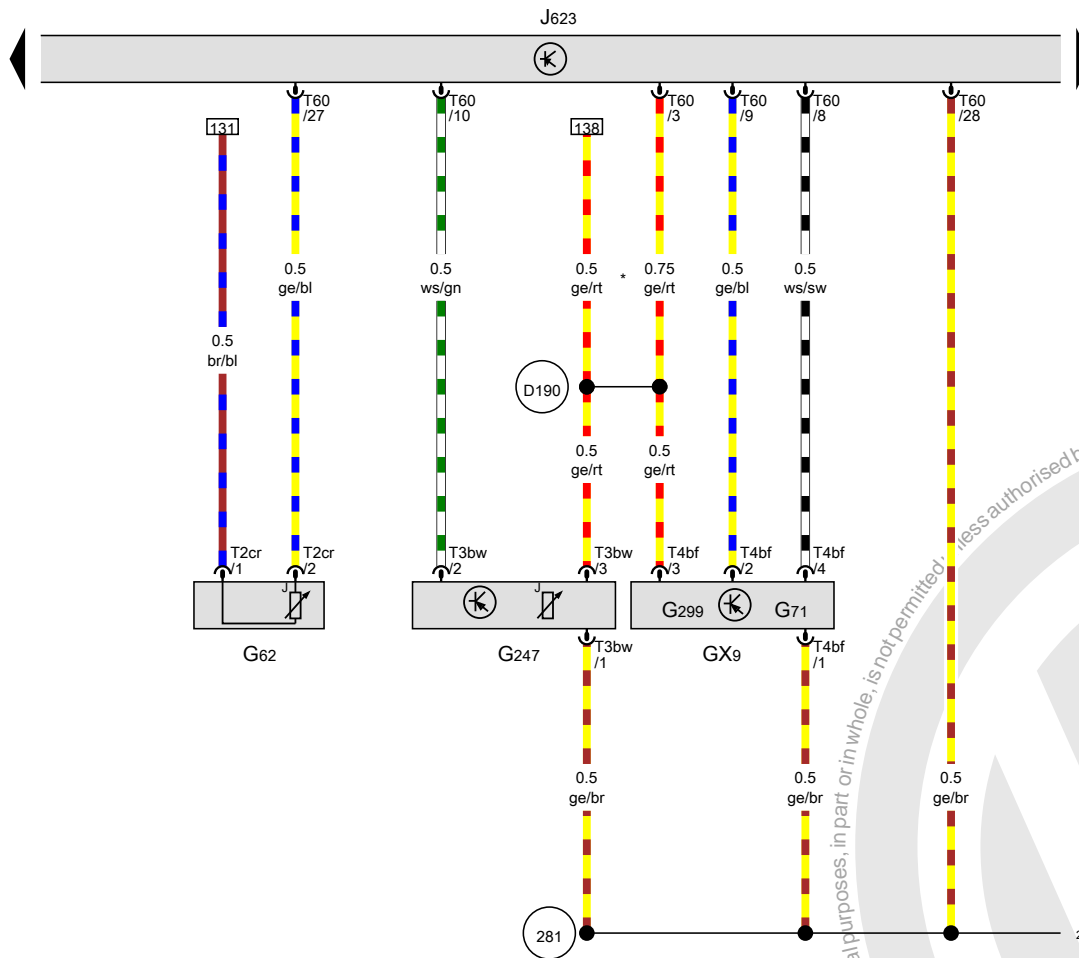 J623
T60 /27
T60 /10
T60 /3
T60 /9
T60 /8
T60 /28
131
138
0.5 ge/bl
0.5 ws/gn
0.5 ge/rt
*
0.75 ge/rt
0.5 ge/bl
0.5 ws/sw
0.5 br/bl
D190
0.5 ge/rt
0.5 ge/rt
T2cr /1
T2cr /2
T3bw /2
T3bw /3
T4bf /3
T4bf /2
T4bf /4
J
J
G299
G71
G62
G247
GX9
T3bw /1
T4bf /1
0.5 ge/br
0.5 ge/br
0.5 ge/br
281
2
al purposes, in part or in whole, is not permitted
less authorised b